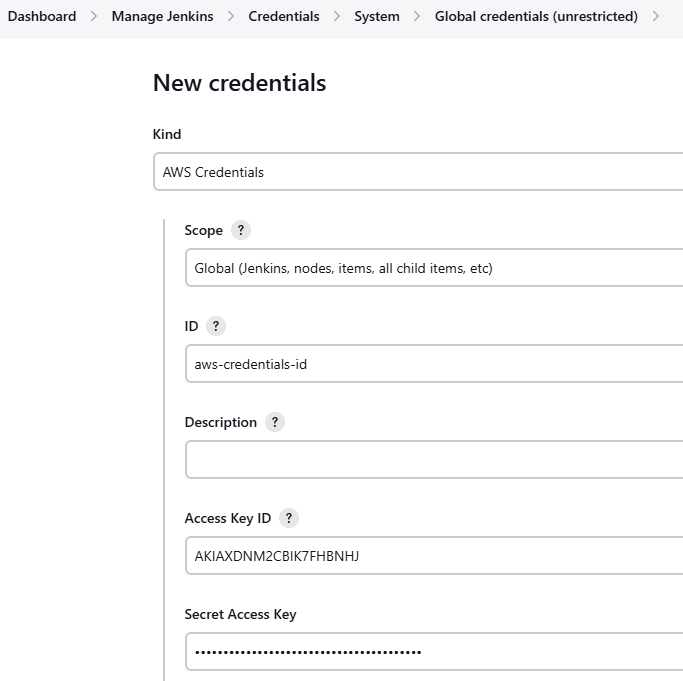 Dashboard > Manage Jenkins > Credentials > System > Global credentials (unrestricted) >
New credentials
Kind
AWS Credentials
Scope ?
Global (Jenkins, nodes, items, all child items, etc)
ID ?
aws-credentials-id
Description ?
Access Key ID ?
AKIAXDNM2CBIK7FHBNHJ
Secret Access Key
••••••••••••••••••••••••••••••••••••••••